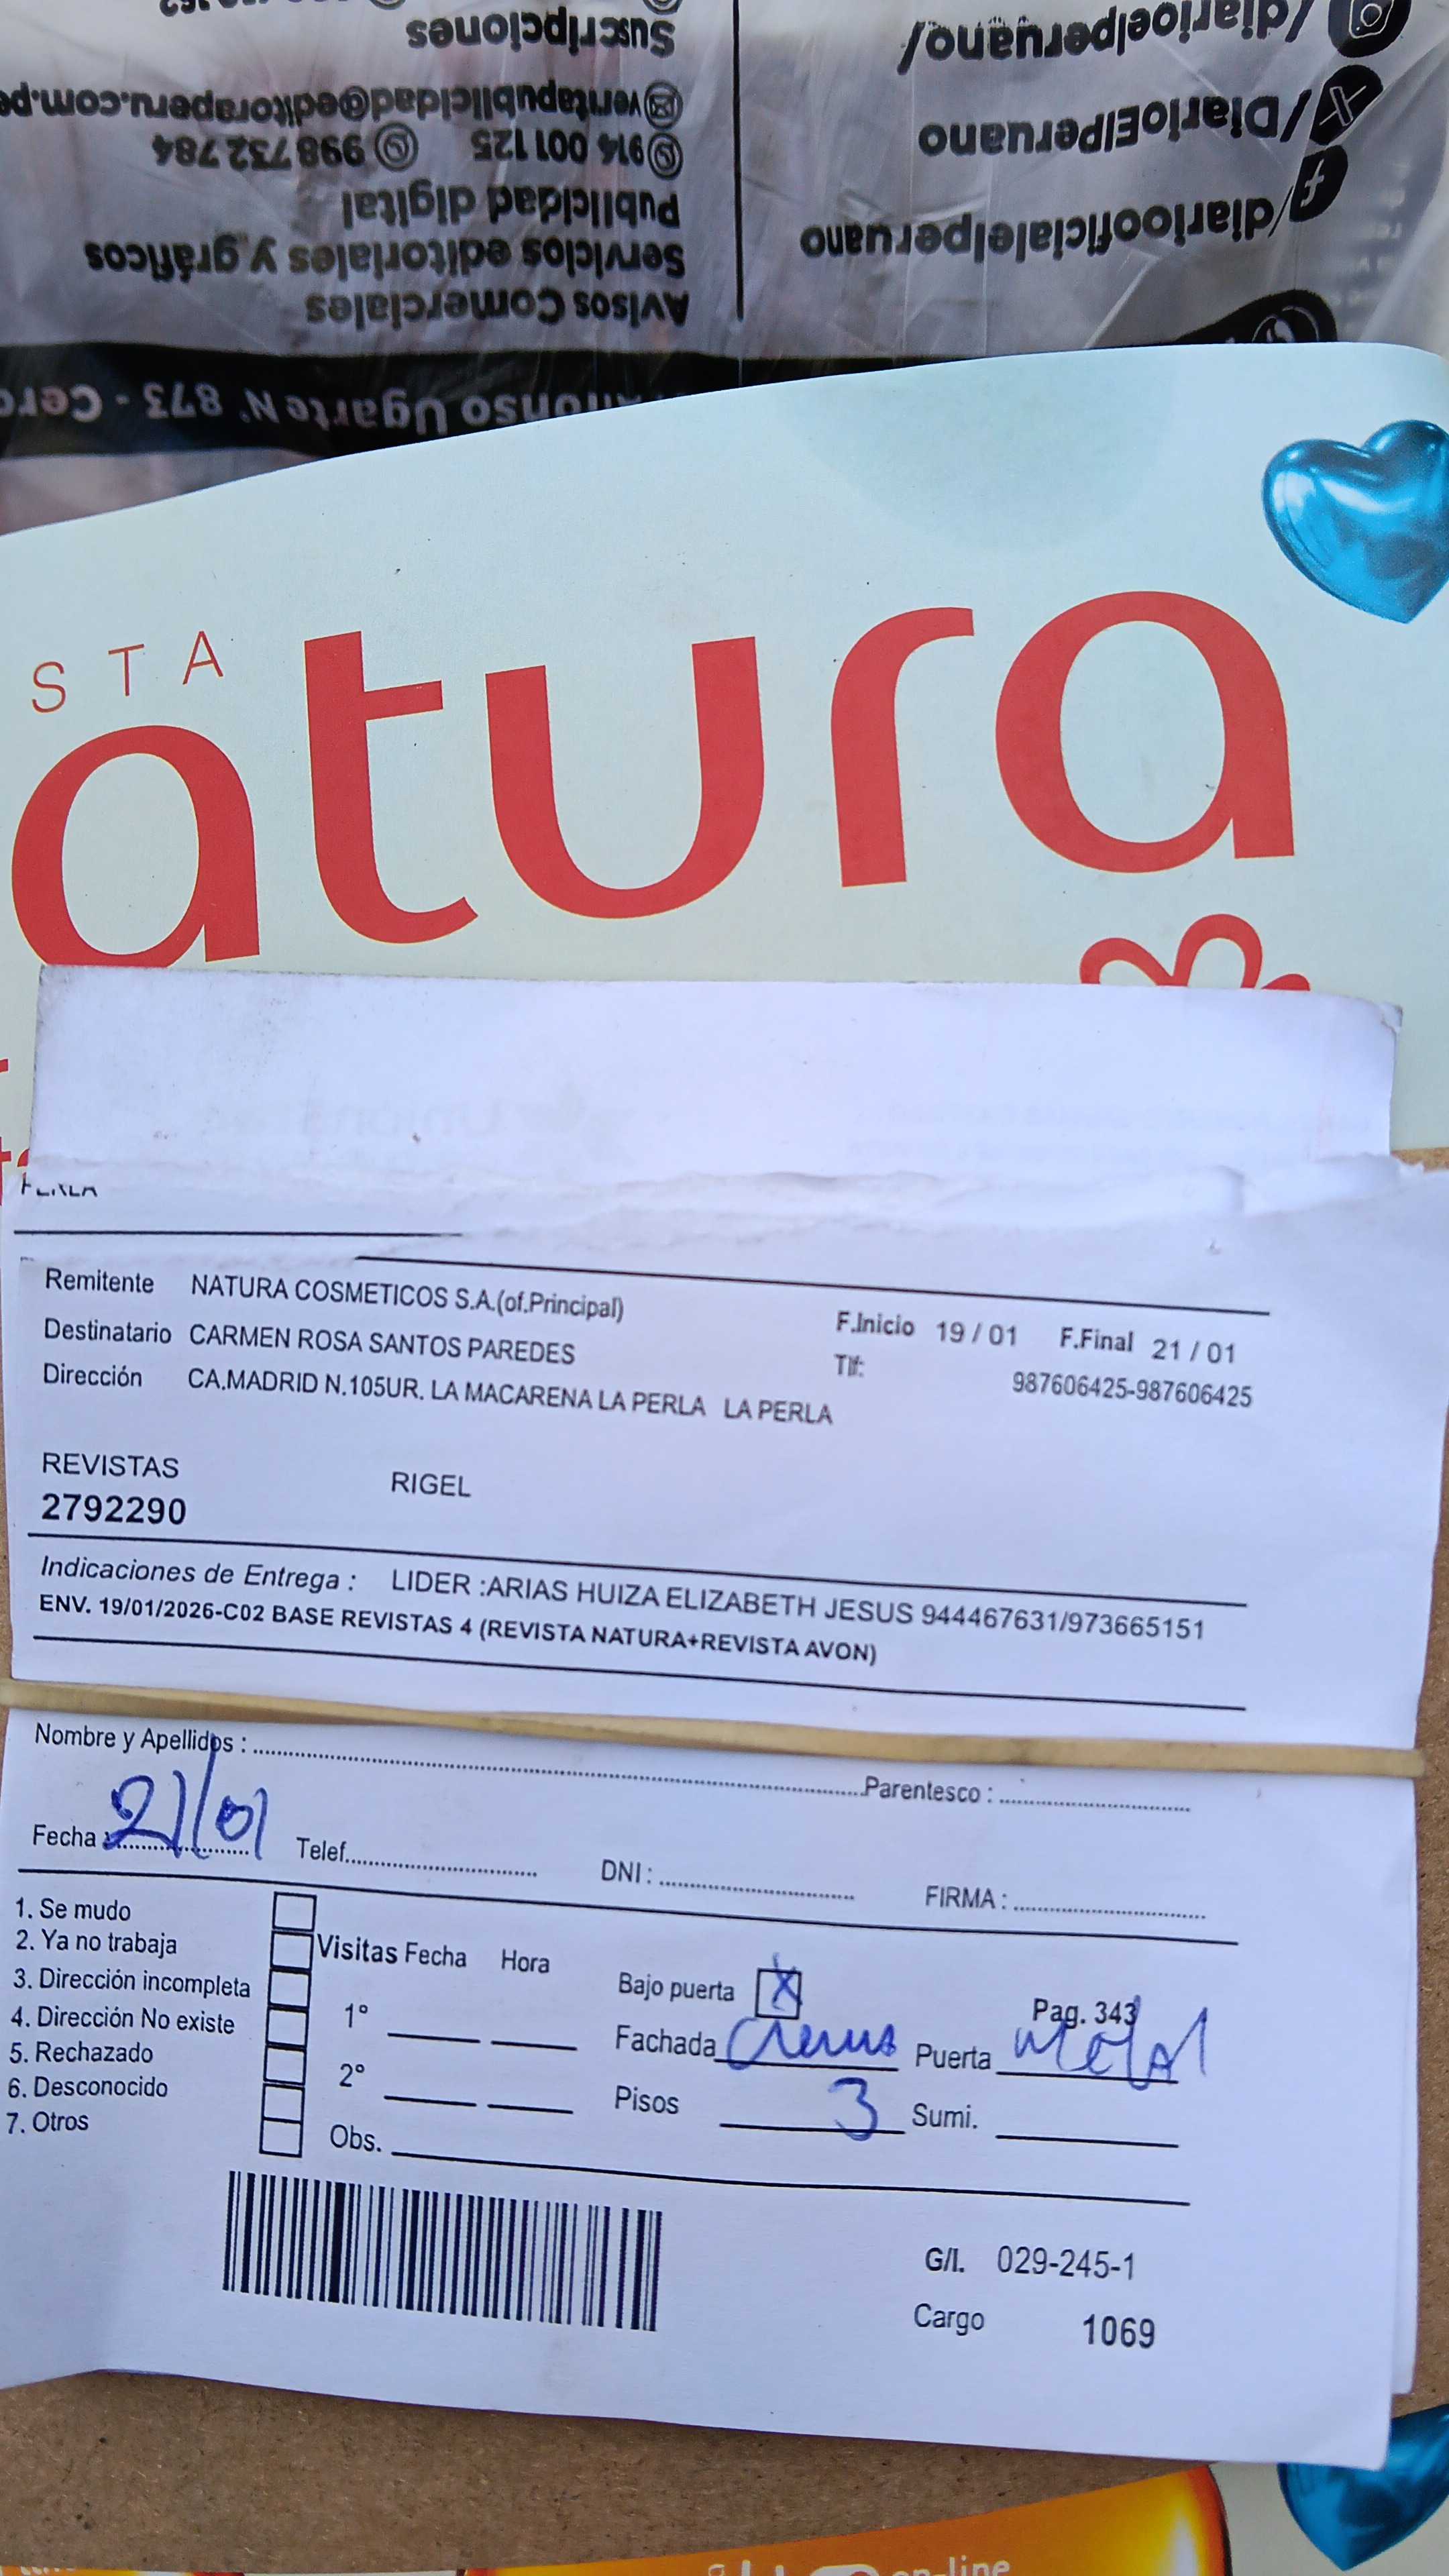 Suscripciones
ventapublicidad@editoraperu.com.pe
914 001 125 998 732 784
Publicidad digital
Servicios editoriales y gráficos
Avisos Comerciales
/diarioelperuano/
/DiarioElPeruano
/diariooficialelperuano
Alfonso Ugarte N° 873 - Cerc
STA
atura
Remitente NATURA COSMETICOS S.A.(of.Principal)
F.Inicio 19 / 01 F.Final 21 / 01
Destinatario CARMEN ROSA SANTOS PAREDES
Tlf: 987606425-987606425
Dirección CA.MADRID N.105UR. LA MACARENA LA PERLA LA PERLA
REVISTAS RIGEL
2792290
Indicaciones de Entrega : LIDER :ARIAS HUIZA ELIZABETH JESUS 944467631/973665151
ENV. 19/01/2026-C02 BASE REVISTAS 4 (REVISTA NATURA+REVISTA AVON)
Nombre y Apellidos : Parentesco :
Fecha : 21/01 Telef. DNI : FIRMA :
1. Se mudo
2. Ya no trabaja
3. Dirección incompleta
4. Dirección No existe
5. Rechazado
6. Desconocido
7. Otros
Visitas Fecha Hora
1°
2°
Obs.
Bajo puerta X
Pag. 343
Fachada Puerta metal
Pisos 3 Sumi.
G/I. 029-245-1
Cargo 1069
on-line